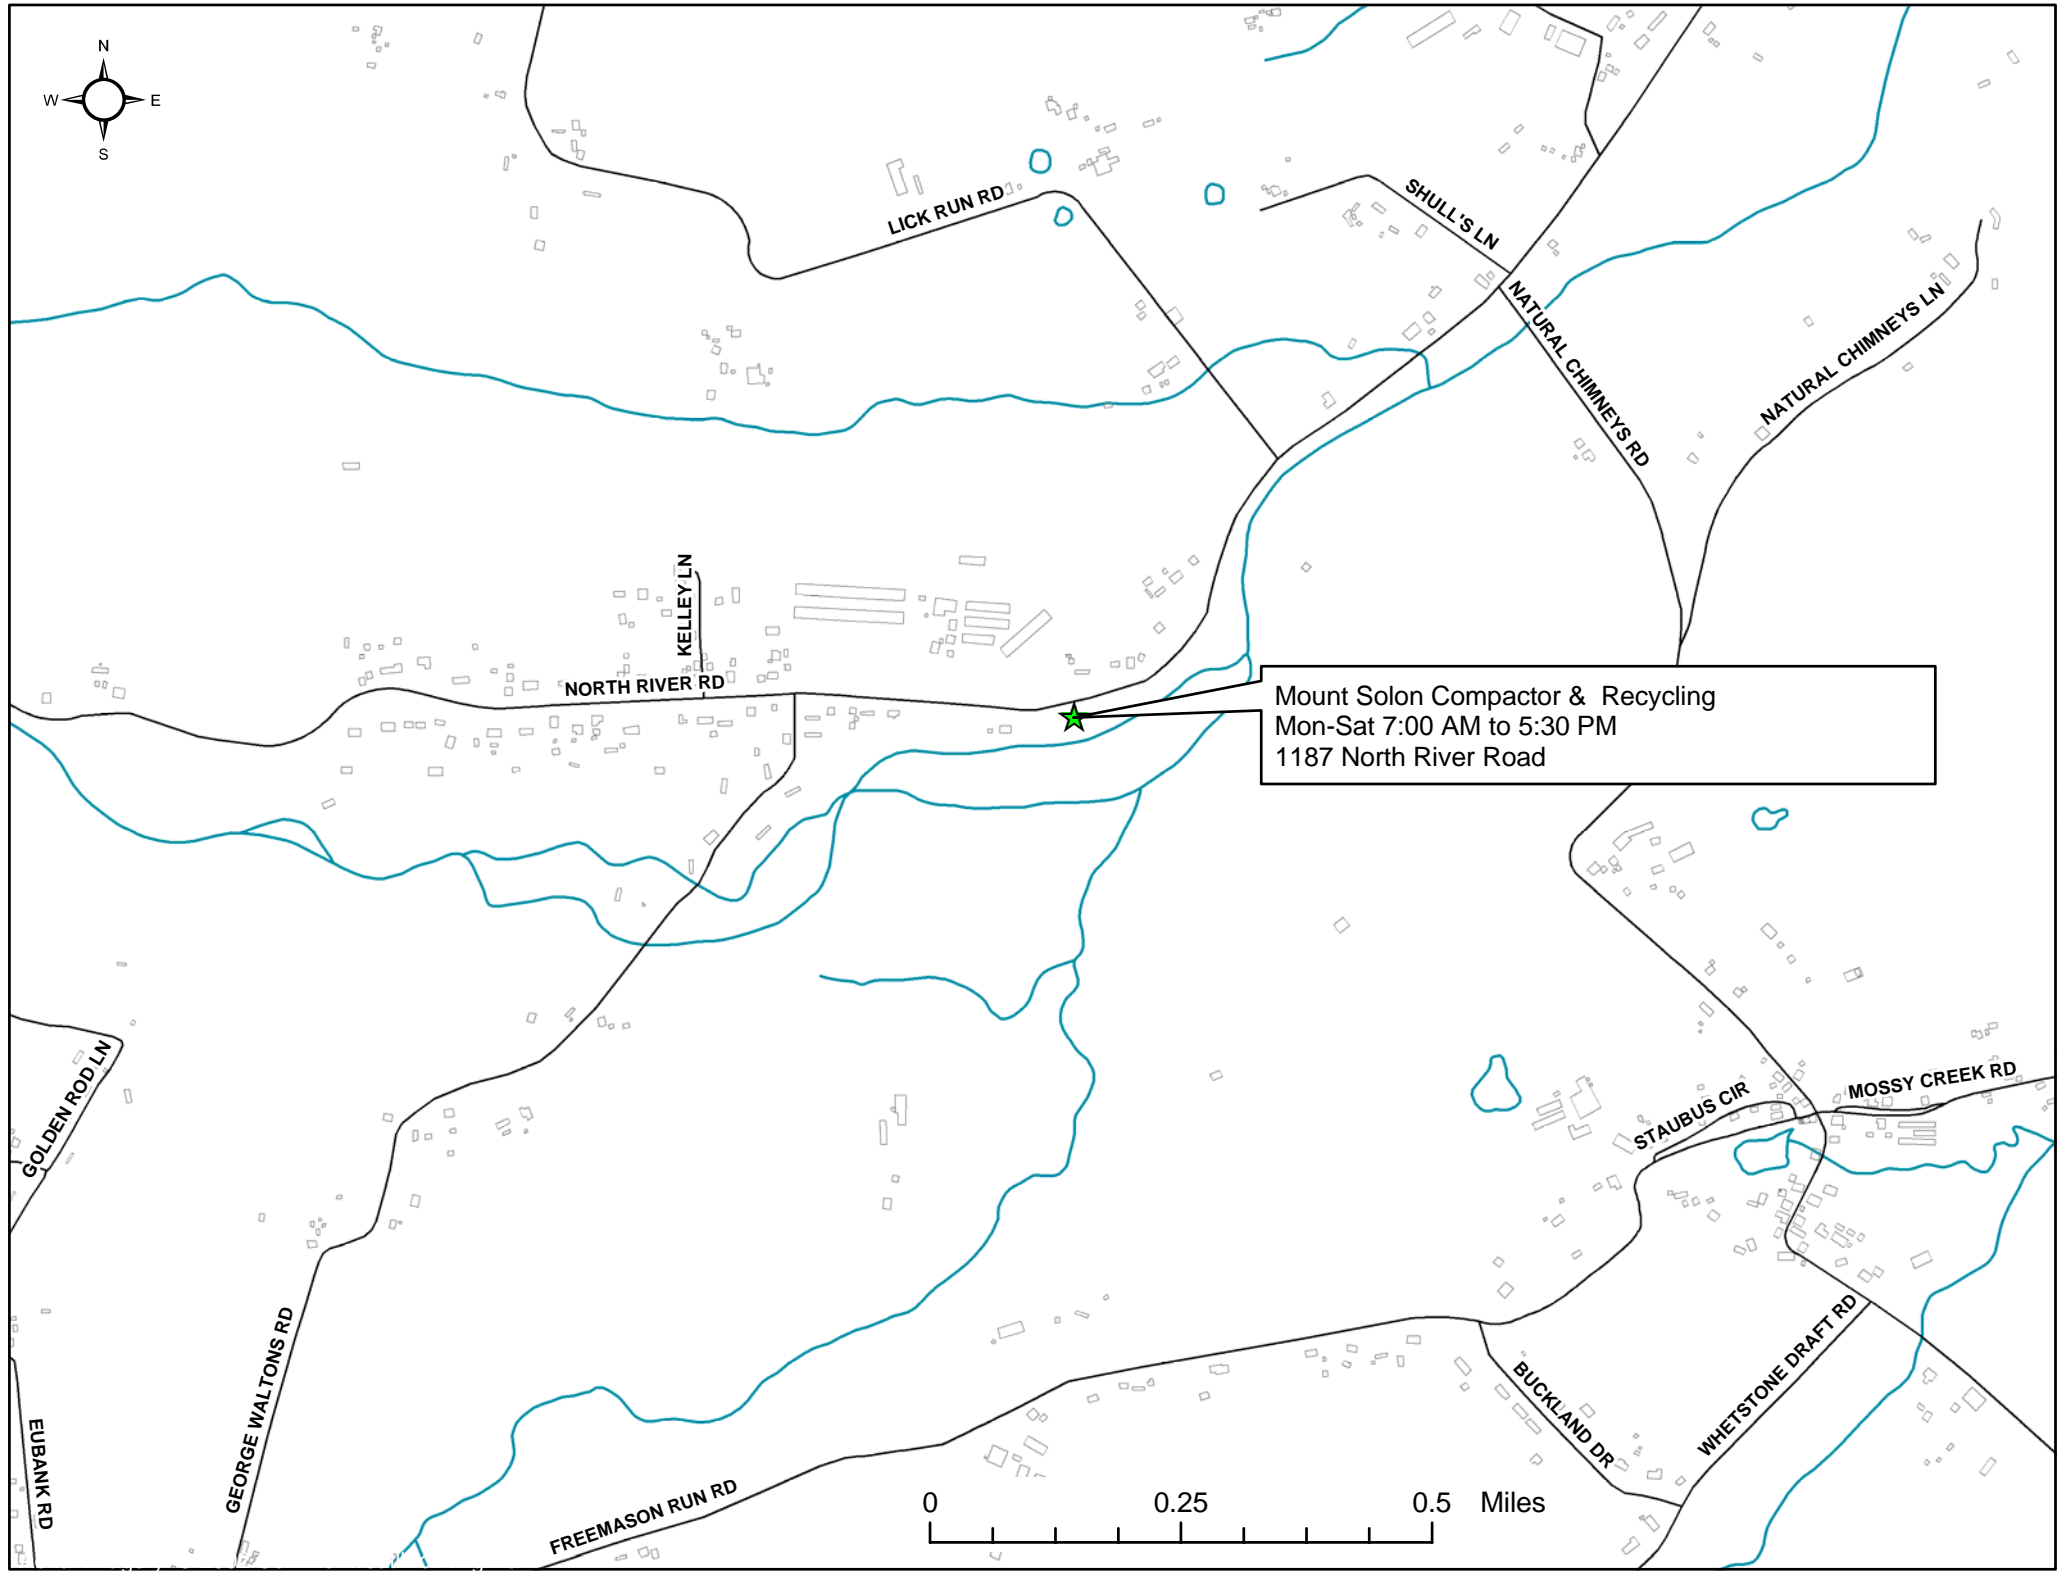 N
W E
S
LICK RUN RD
SHULL'S LN
NATURAL CHIMNEYS RD
NATURAL CHIMNEYS LN
KELLEY LN
NORTH RIVER RD
Mount Solon Compactor & Recycling
Mon-Sat 7:00 AM to 5:30 PM
1187 North River Road
GOLDEN ROD LN
STAUBUS CIR
MOSSY CREEK RD
GEORGE WALTONS RD
EUBANK RD
BUCKLAND DR
WHETSTONE DRAFT RD
FREEMASON RUN RD
0 0.25 0.5 Miles